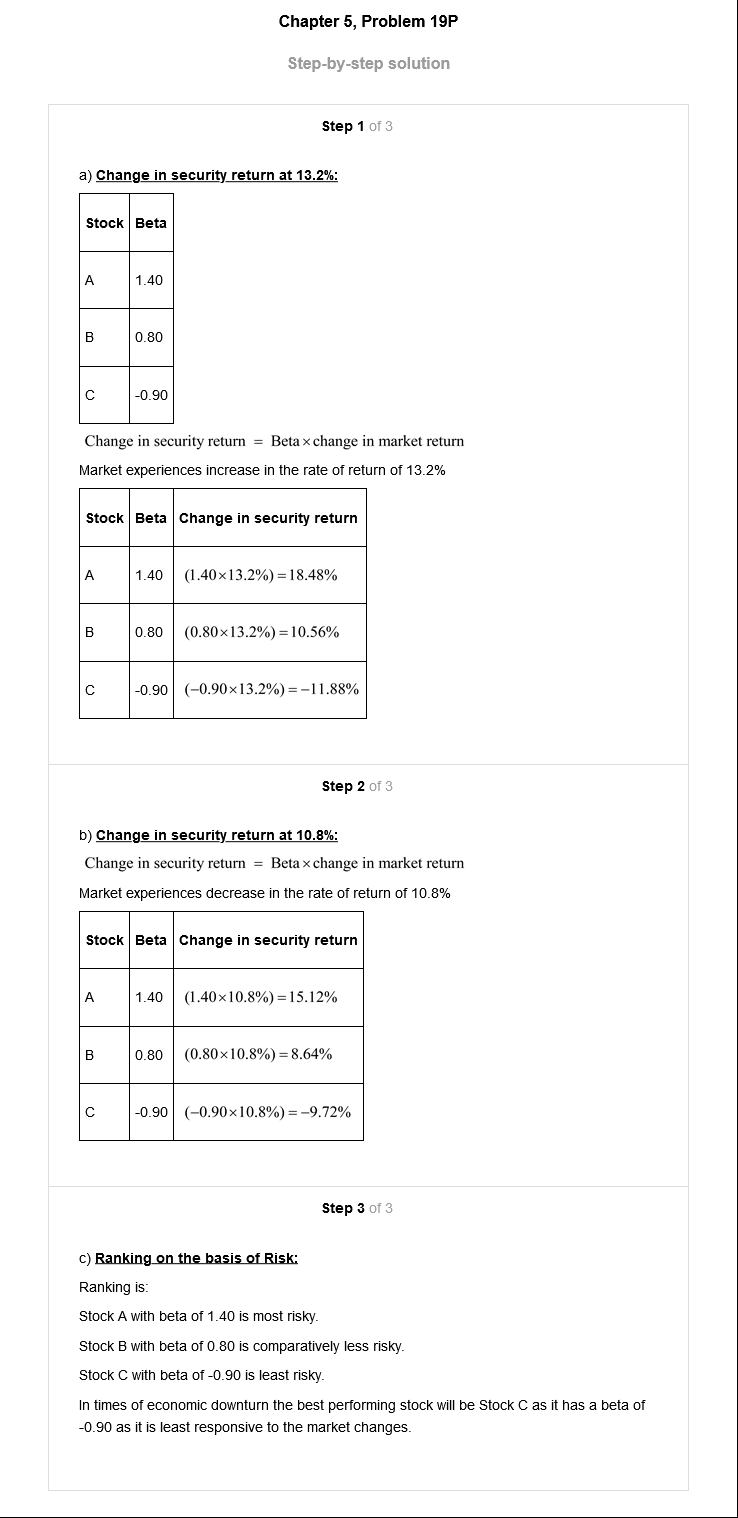 Chapter 5, Problem 19P
Step-by-step solution
Step 1 of 3
a) Change in security return at 13.2%:
Stock Beta
A 1.40
B 0.80
C -0.90
Change in security return = Beta×change in market return
Market experiences increase in the rate of return of 13.2%
Stock Beta Change in security return
A 1.40 (1.40×13.2%)=18.48%
B 0.80 (0.80×13.2%)=10.56%
C -0.90 (−0.90×13.2%)=−11.88%
Step 2 of 3
b) Change in security return at 10.8%:
Change in security return = Beta×change in market return
Market experiences decrease in the rate of return of 10.8%
Stock Beta Change in security return
A 1.40 (1.40×10.8%)=15.12%
B 0.80 (0.80×10.8%)=8.64%
C -0.90 (−0.90×10.8%)=−9.72%
Step 3 of 3
c) Ranking on the basis of Risk:
Ranking is:
Stock A with beta of 1.40 is most risky.
Stock B with beta of 0.80 is comparatively less risky.
Stock C with beta of -0.90 is least risky.
In times of economic downturn the best performing stock will be Stock C as it has a beta of
-0.90 as it is least responsive to the market changes.